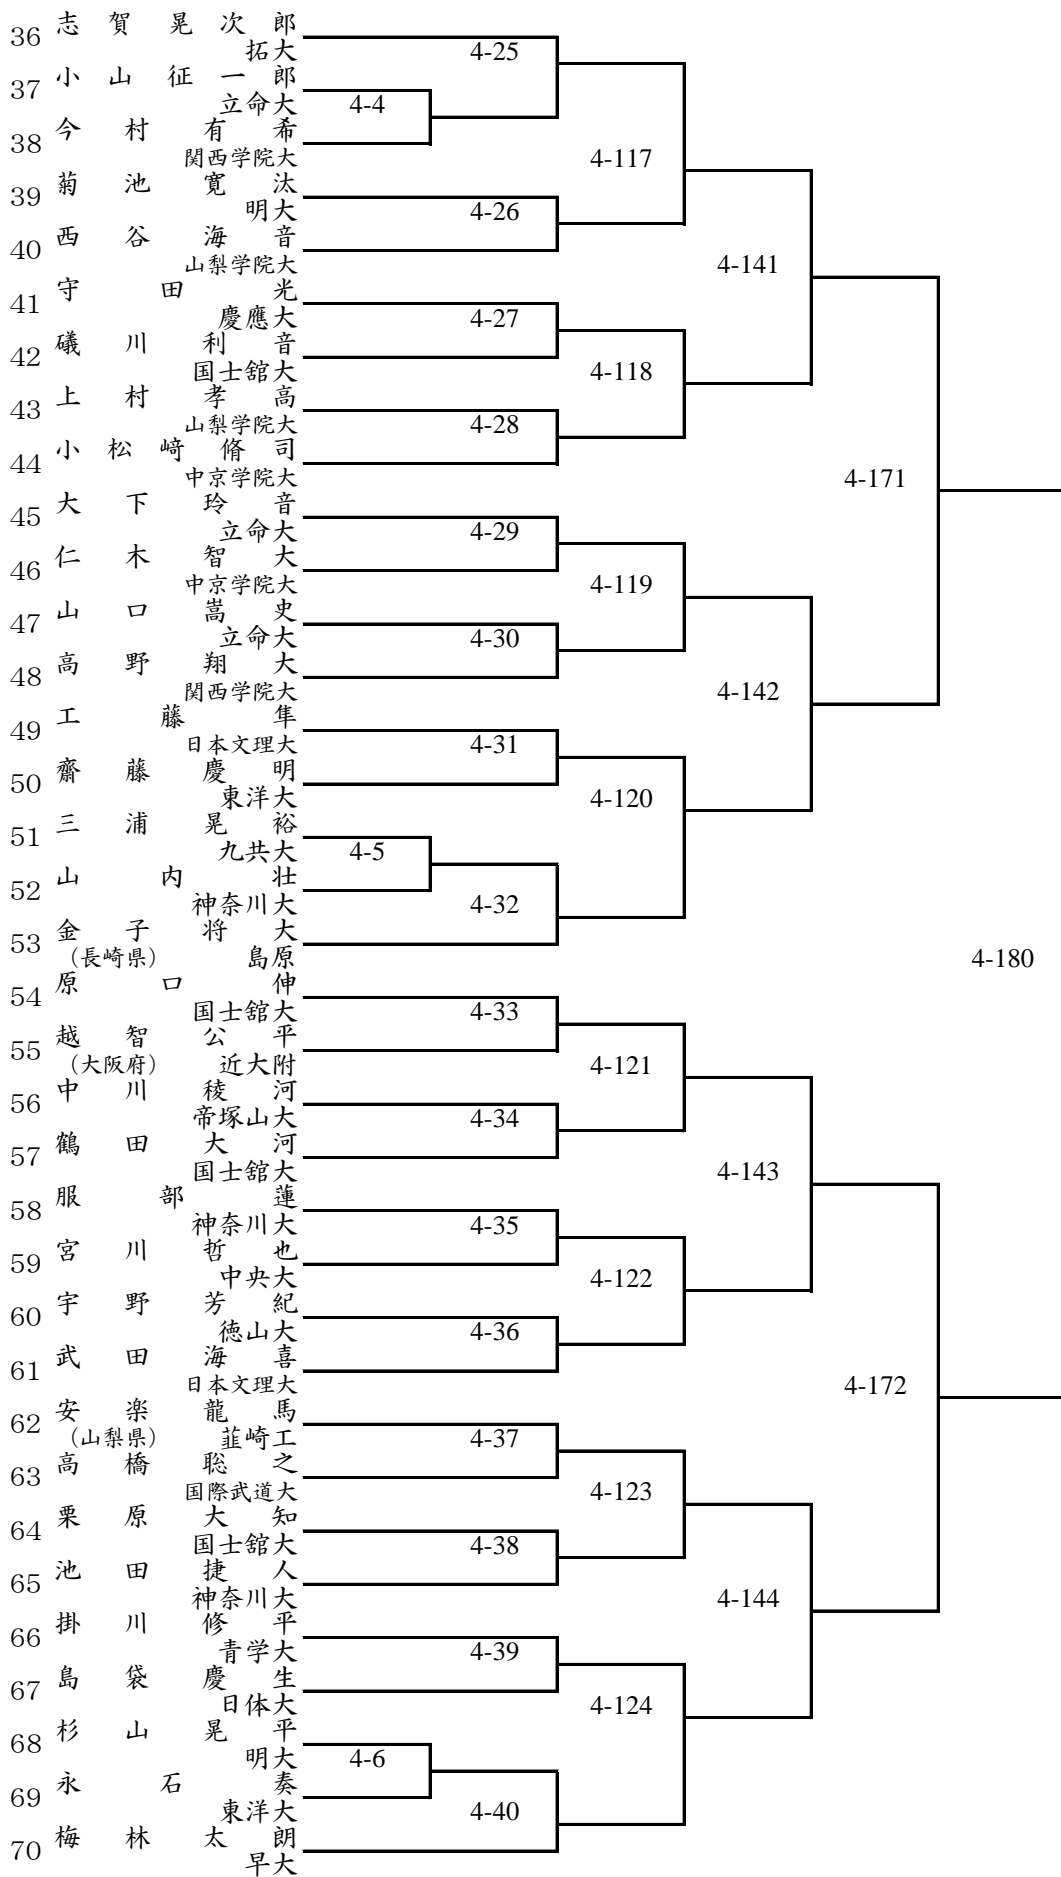 36 志賀晃次郎
拓大
4-25
37 小山征一郎
立命大
4-4
38 今村有希
関西学院大
4-117
39 菊池寛汰
明大
4-26
40 西谷海音
山梨学院大
4-141
41 守田光
慶應大
4-27
42 礒川利音
国士舘大
4-118
43 上村孝高
山梨学院大
4-28
44 小松﨑脩司
中京学院大
4-171
45 大下玲音
立命大
4-29
46 仁木智大
中京学院大
4-119
47 山口嵩史
立命大
4-30
48 高野翔大
関西学院大
4-142
49 工藤隼
日本文理大
4-31
50 齋藤慶明
東洋大
4-120
51 三浦晃裕
九共大
4-5
52 山内壮
神奈川大
4-32
53 金子将大
(長崎県) 島原
4-180
54 原口伸
国士舘大
4-33
55 越智公平
(大阪府) 近大附
4-121
56 中川稜河
帝塚山大
4-34
57 鶴田大河
国士舘大
4-143
58 服部蓮
神奈川大
4-35
59 宮川哲也
中央大
4-122
60 宇野芳紀
徳山大
4-36
61 武田海喜
日本文理大
4-172
62 安楽龍馬
(山梨県) 韮崎工
4-37
63 高橋聡之
国際武道大
4-123
64 栗原大知
国士舘大
4-38
65 池田捷人
神奈川大
4-144
66 掛川修平
青学大
4-39
67 島袋慶生
日体大
4-124
68 杉山晃平
明大
4-6
69 永石奏
東洋大
4-40
70 梅林太朗
早大